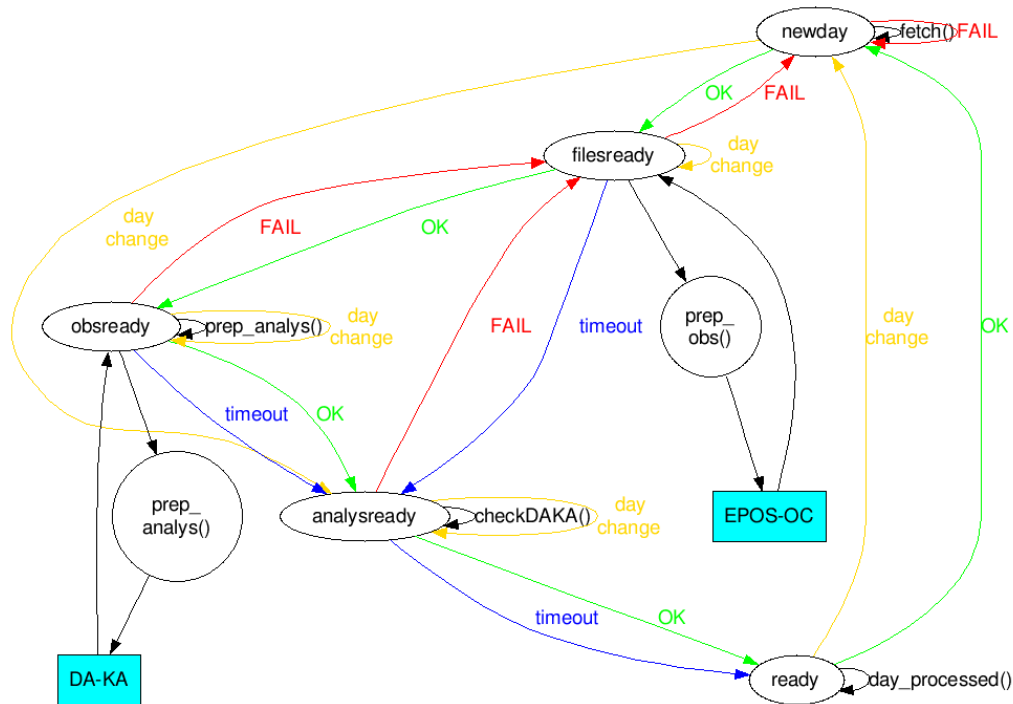 newday
fetch()
FAIL
OK
FAIL
filesready
day
change
day
change
FAIL
OK
obsready
prep_analys()
day
change
FAIL
timeout
prep_
obs()
day
change
OK
timeout
OK
prep_
analys()
analysready
checkDAKA()
day
change
EPOS-OC
timeout
OK
DA-KA
ready
day_processed()